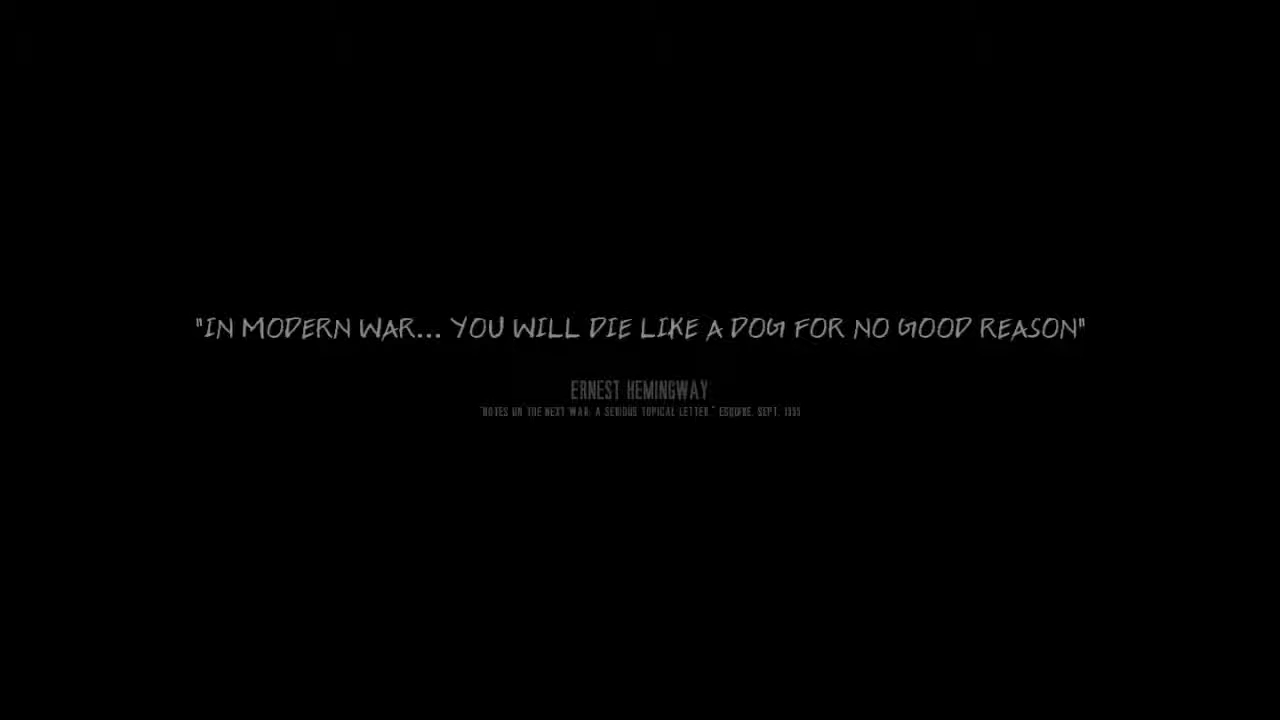 "IN MODERN WAR... YOU WILL DIE LIKE A DOG FOR NO GOOD REASON"
ERNEST HEMINGWAY
"NOTES ON THE NEXT WAR: A SERIOUS TOPICAL LETTER" ESQUIRE, SEPT.